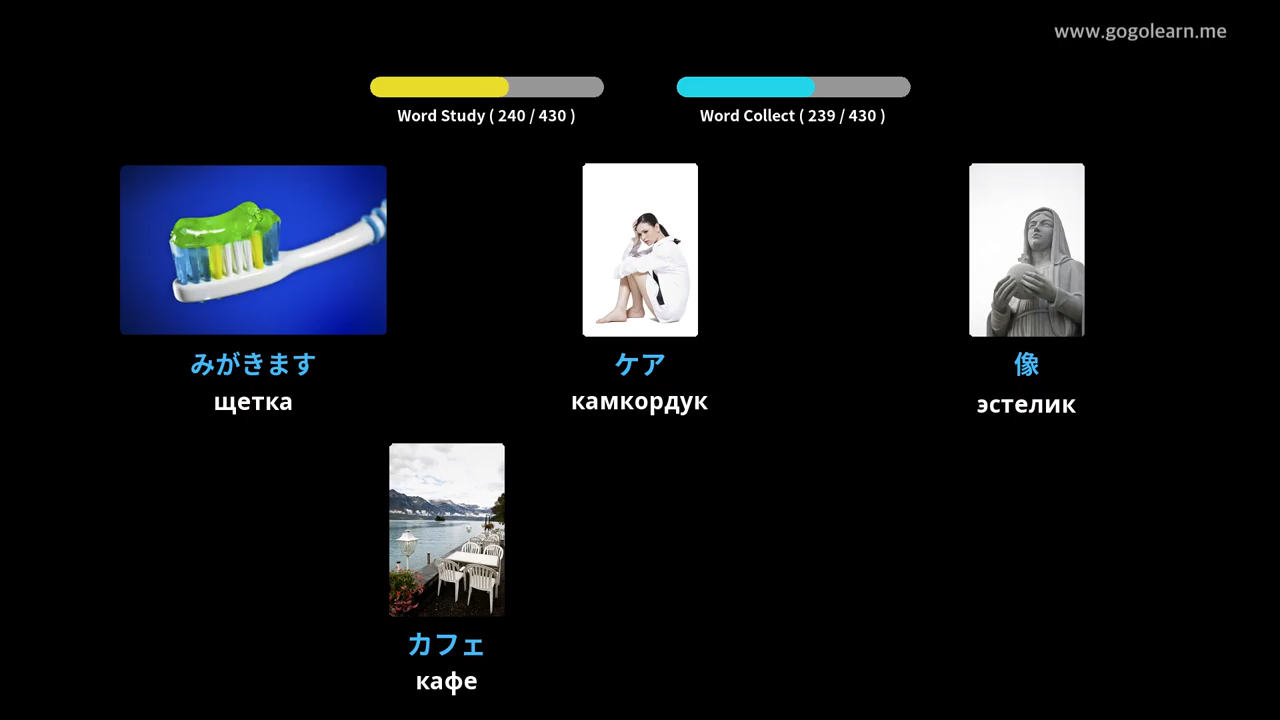 www.gogolearn.me
Word Study ( 240 / 430 )
Word Collect ( 239 / 430 )
みがきます
щетка
ケア
камкордук
像
эстелик
カフェ
кафе